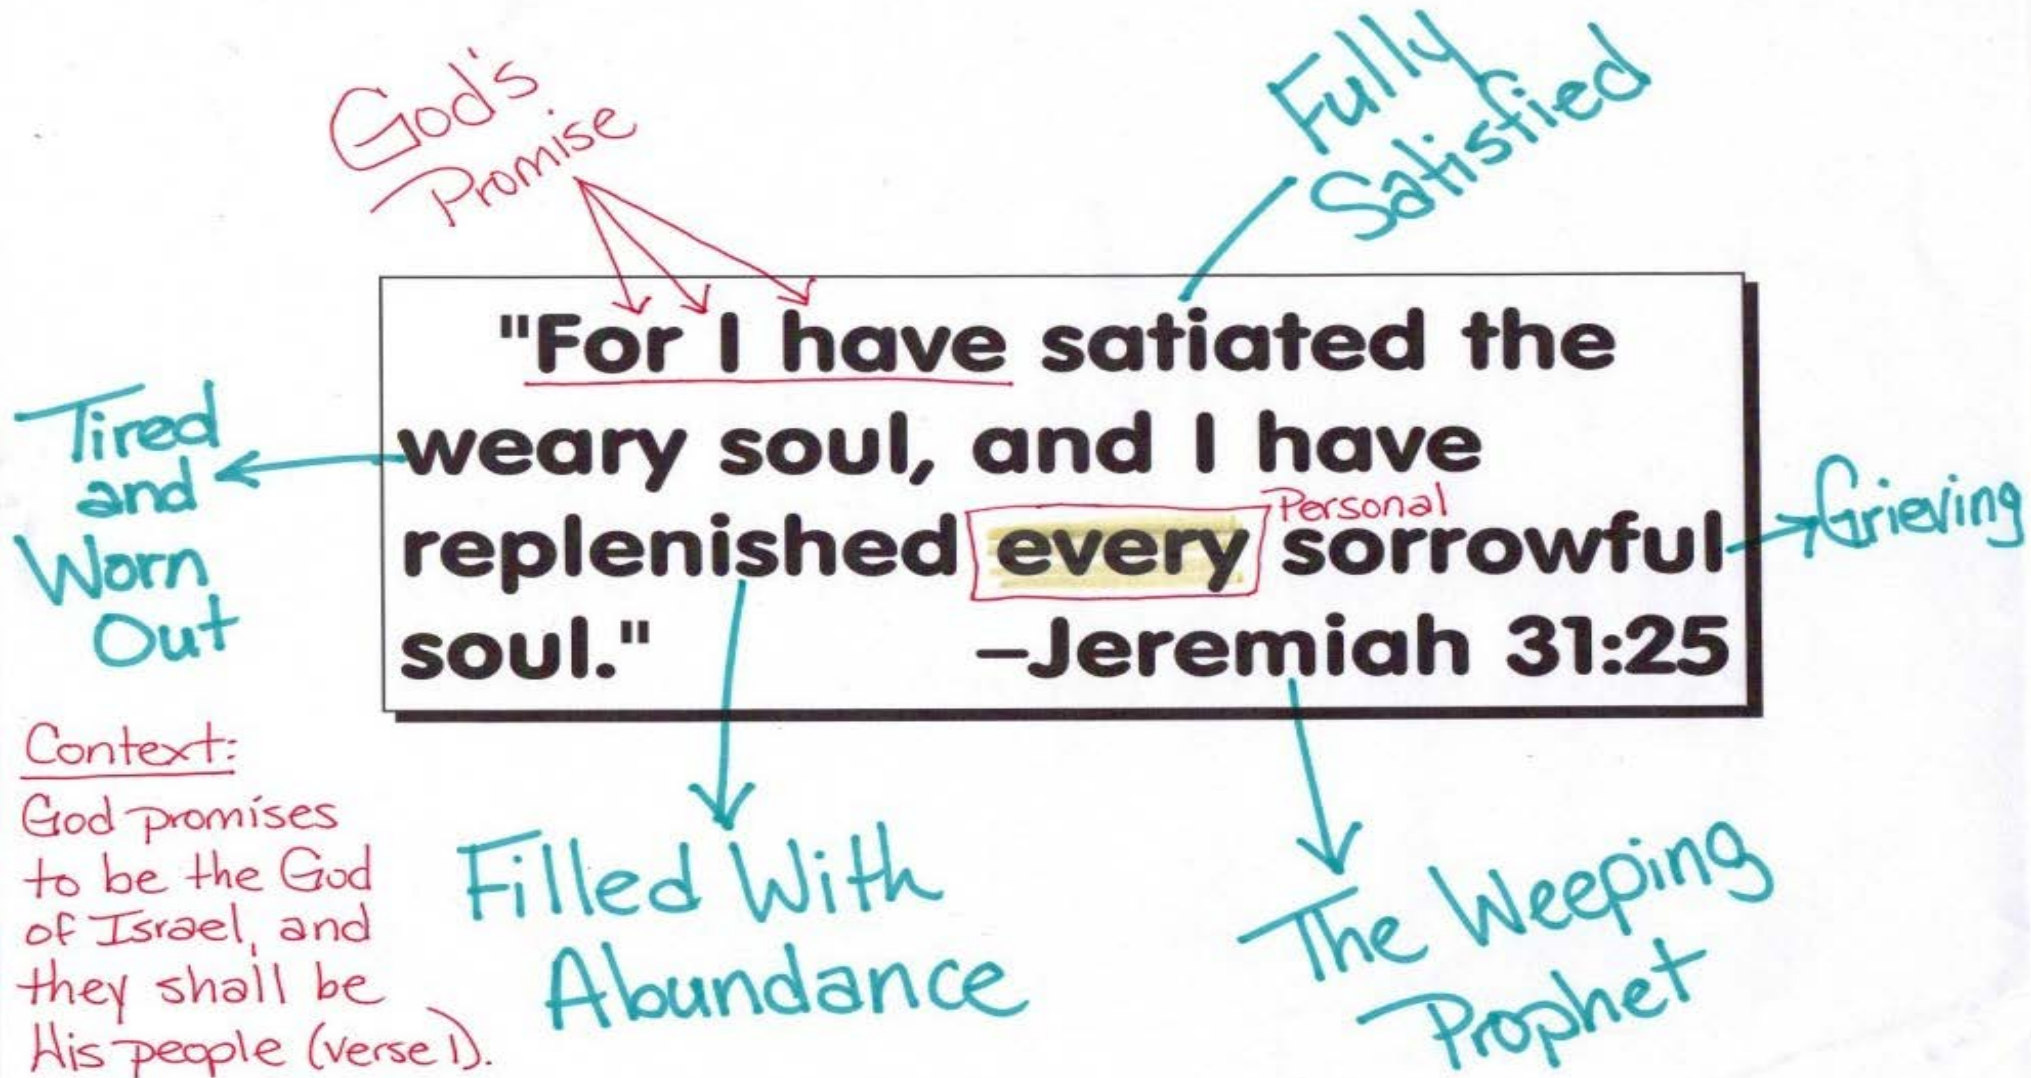 God's
Promise
Fully
Satisfied
"For I have satiated the
weary soul, and I have
Personal
replenished every sorrowful
soul." –Jeremiah 31:25
Tired
and
Worn
Out
Grieving
Context:
God promises
to be the God
of Israel, and
they shall be
His people (verse 1).
Filled With
Abundance
The Weeping
Prophet